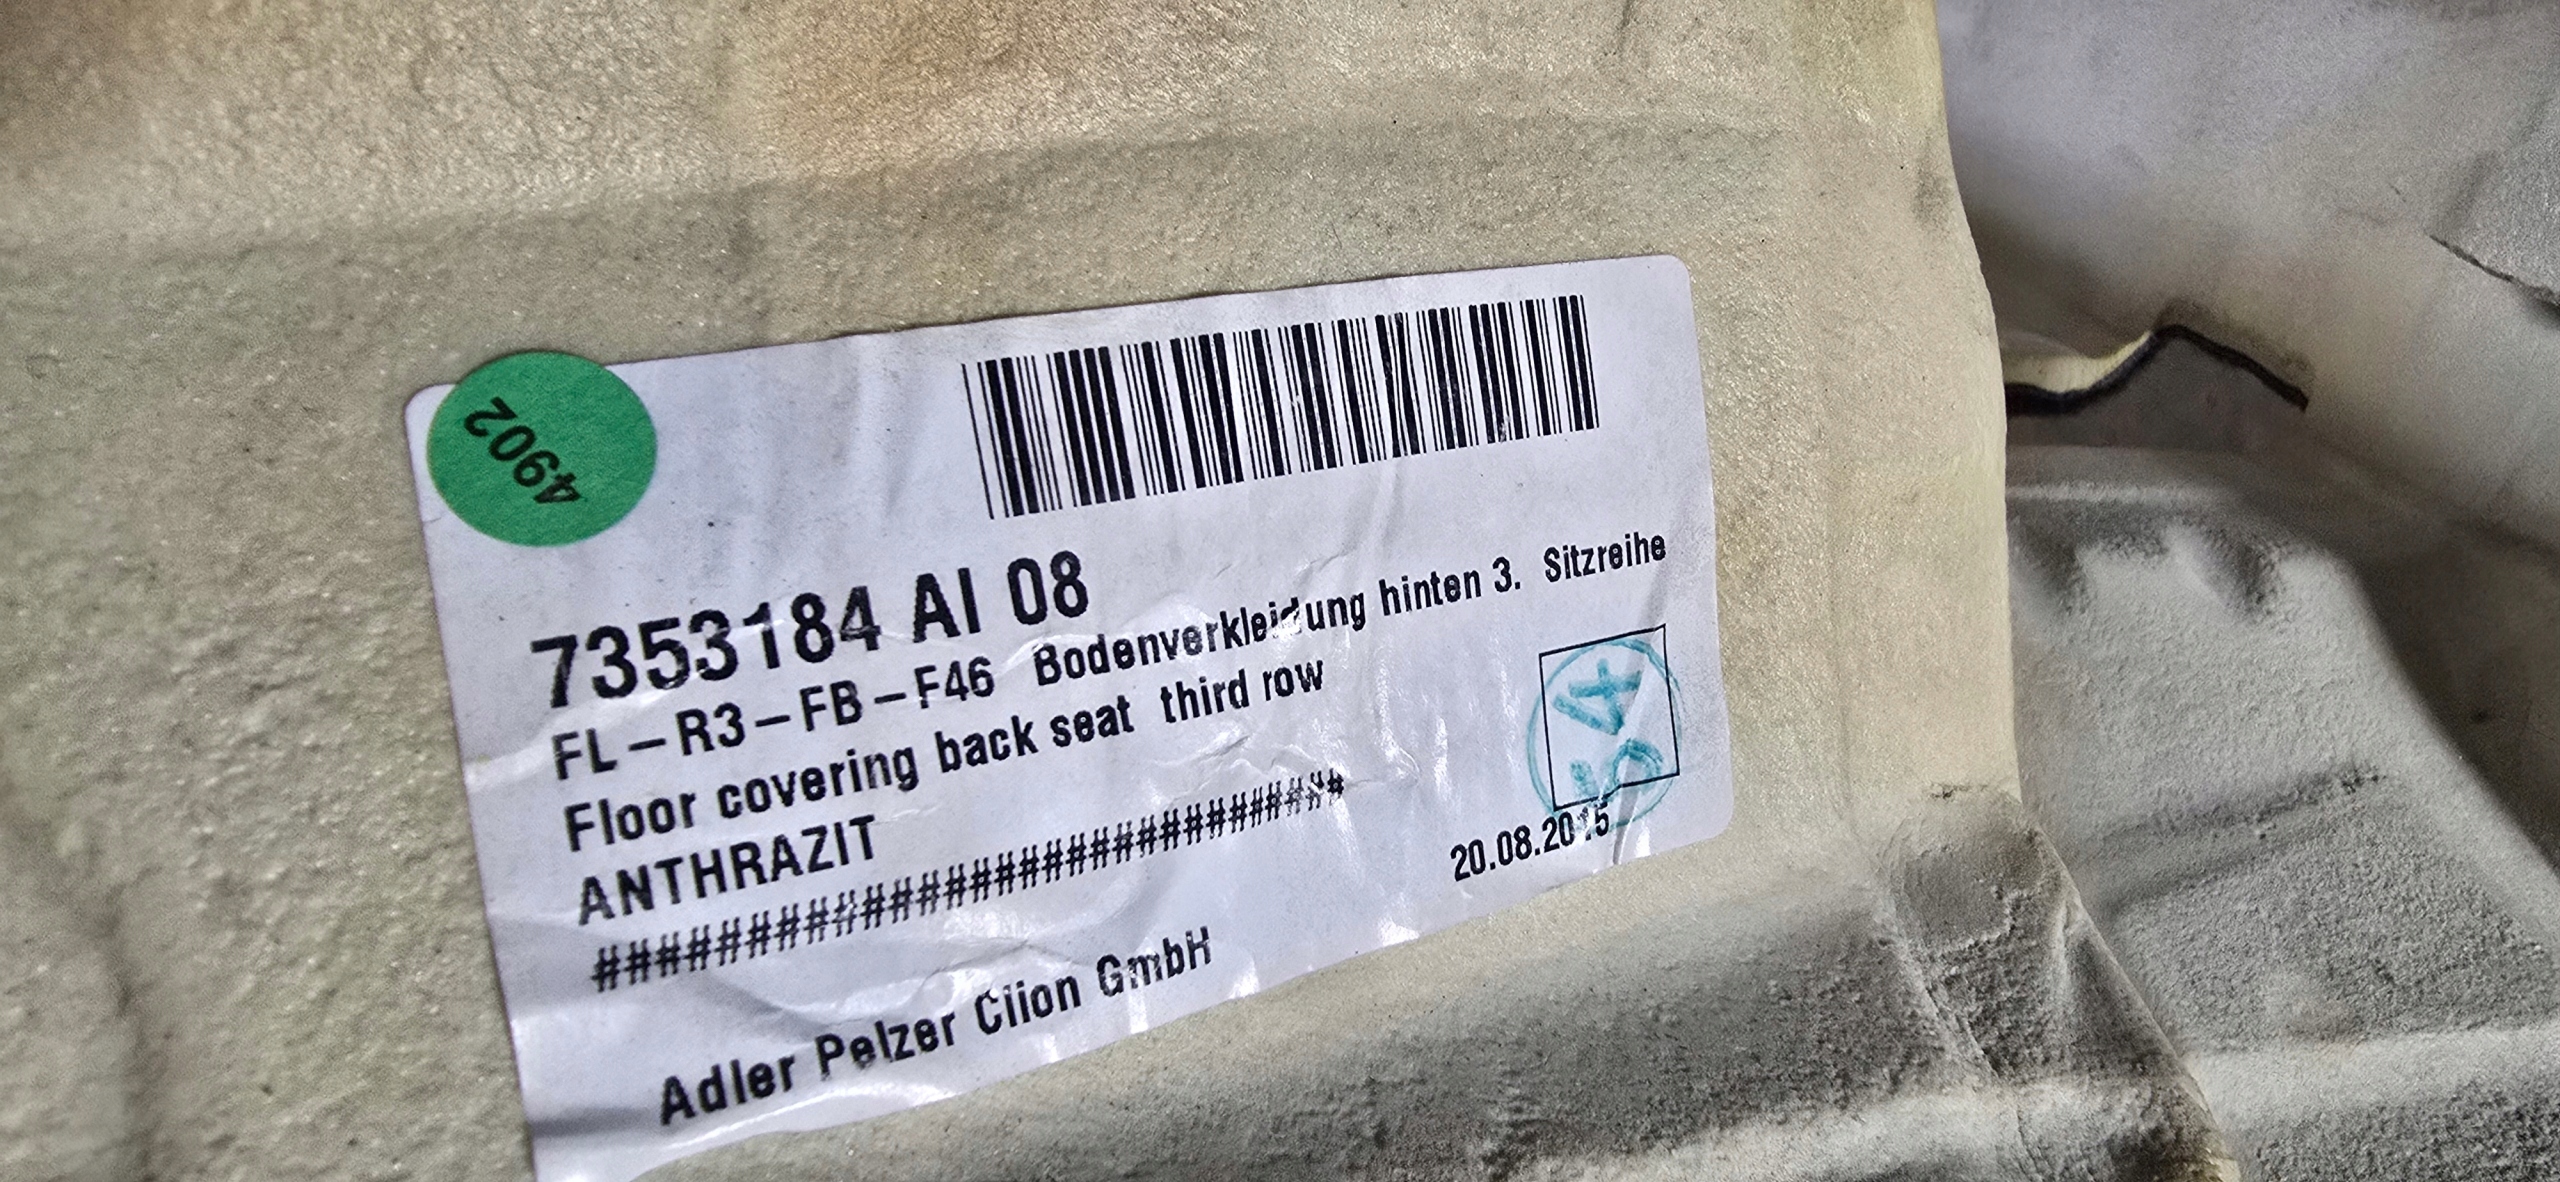 4902
7353184 AI 08
FL-R3-FB-F46 Bodenverkleidung hinten 3. Sitzreihe
Floor covering back seat third row
ANTHRAZIT
############################
54
20.08.2015
Adler Pelzer Ciion GmbH